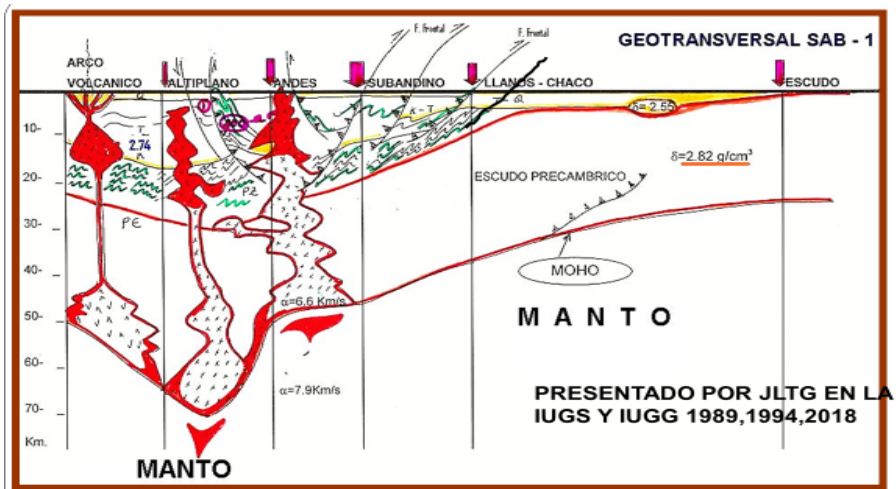 GEOTRANSVERSAL SAB - 1
F. Frontal
F. Frontal
ARCO
VOLCANICO
ALTIPLANO
ANDES
SUBANDINO
LLANOS - CHACO
ESCUDO
Q
Q
K-T
δ= 2.55
10-
T
2.74
δ=2.82 g/cm³
20-
PZ
ESCUDO PRECAMBRICO
30-
PE
40-
MOHO
α=6.6 Km/s
50-
M A N T O
60-
α=7.9Km/s
PRESENTADO POR JLTG EN LA
IUGS Y IUGG 1989,1994,2018
70-
Km.
MANTO